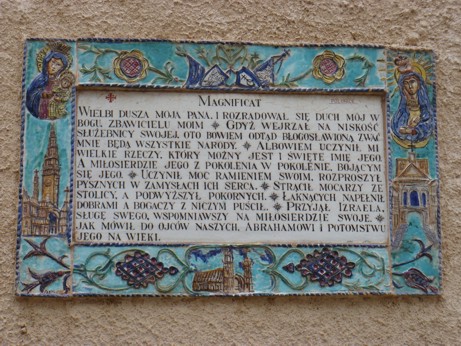 Magnificat
Wielbi dusza moja Pana, i rozradował się duch mój w
Bogu, Zbawicielu moim ✦ Gdyż wejrzał na niskość
służebnicy swojej, oto bowiem odtąd błogosławioną zwać
mnie będą wszystkie narody. ✦ Albowiem uczynił mi
wielkie rzeczy, który możny jest i święte imię jego.
A miłosierdzie jego z pokolenia w pokolenie, bojącym
się jego. ✦ Uczynił moc ramieniem swoim, rozproszył
pysznych w zamysłach ich serca. ✦ Strącił mocarzy ze
stolicy, a podwyższył pokornych. ✦ Łaknących napełnił
dobrami a bogaczy z niczym puścił. ✦ Przyjął Izraela,
sługę swego, wspomniawszy na miłosierdzie swoje. ✦
Jak mówił do ojców naszych, Abrahamowi i potomstwu
jego na wieki.